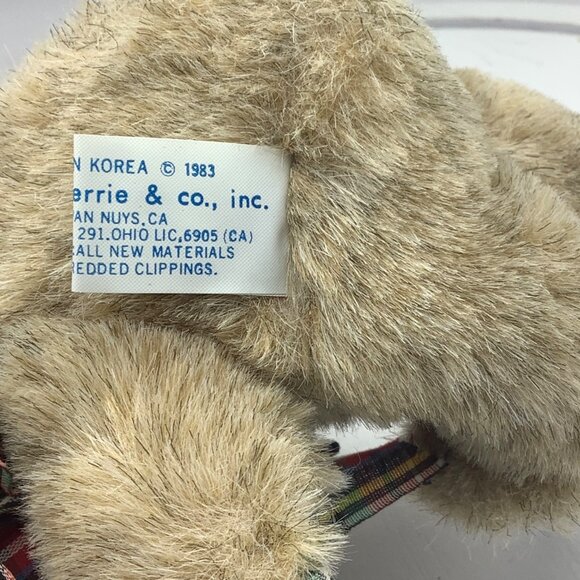 N KOREA © 1983
errie & co., inc.
AN NUYS, CA
291.OHIO LIC,6905 (CA)
ALL NEW MATERIALS
REDDED CLIPPINGS.